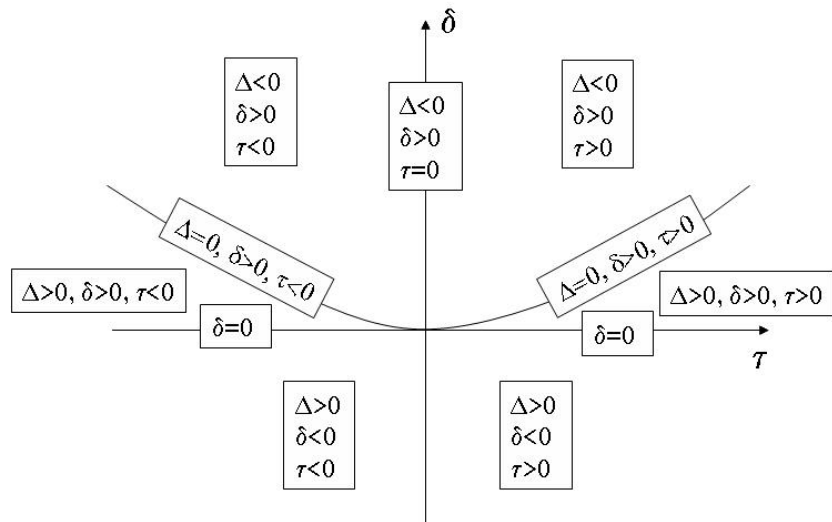 δ
Δ<0
δ>0
τ<0
Δ<0
δ>0
τ=0
Δ<0
δ>0
τ>0
Δ=0, δ>0, τ<0
Δ=0, δ>0, τ>0
Δ>0, δ>0, τ<0
Δ>0, δ>0, τ>0
δ=0
δ=0
τ
Δ>0
δ<0
τ<0
Δ>0
δ<0
τ>0